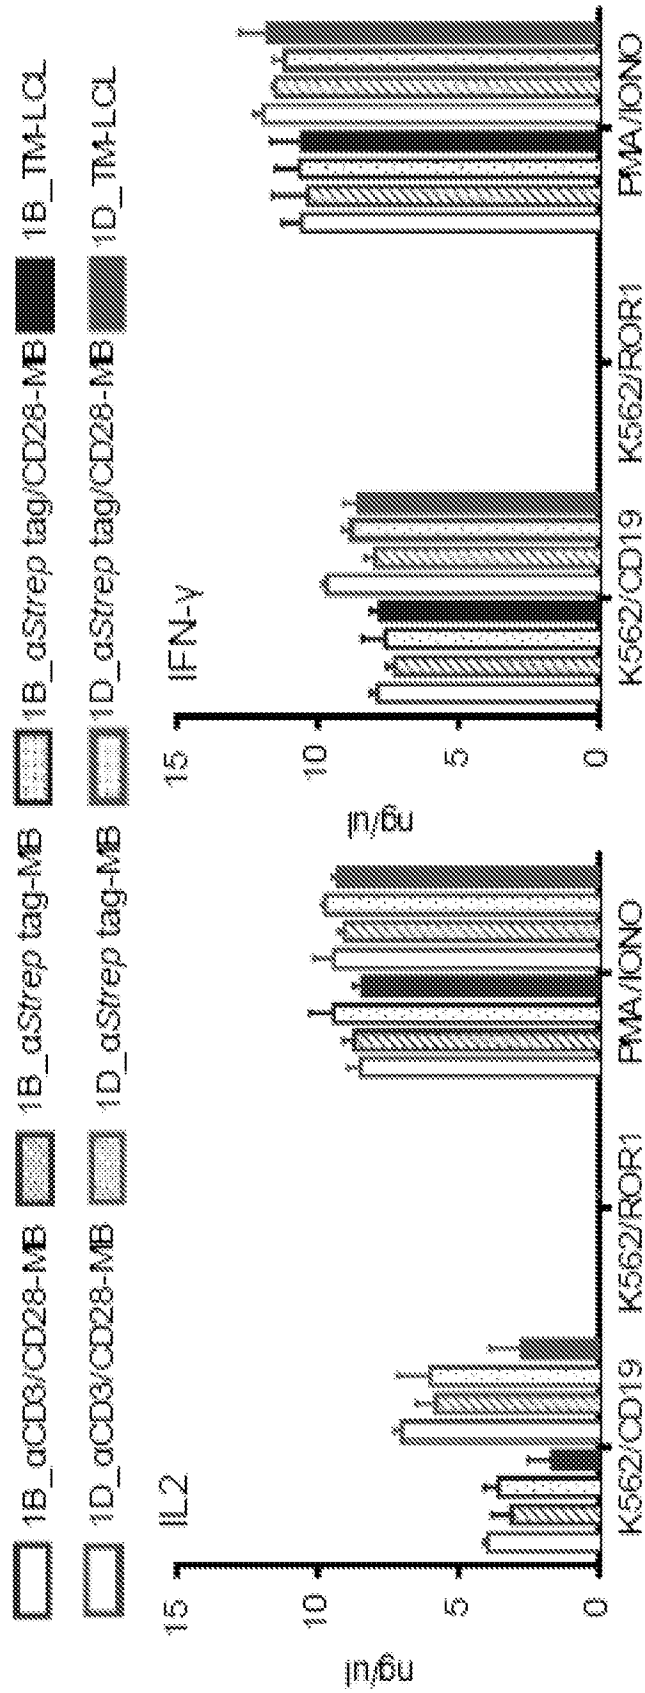 1B_αCD3/CD28-MB 1B_αStrep tag-MB 1B_αStrep tag/CD28-MB 1B_TM-LCL
1D_αCD3/CD28-MB 1D_αStrep tag-MB 1D_αStrep tag/CD28-MB 1D_TM-LCL
IL2
15
10
5
0
ng/ul
K562/CD19 K562/ROR1 PMA/IONO
IFN-γ
15
10
5
0
ng/ul
K562/CD19 K562/ROR1 PMA/IONO